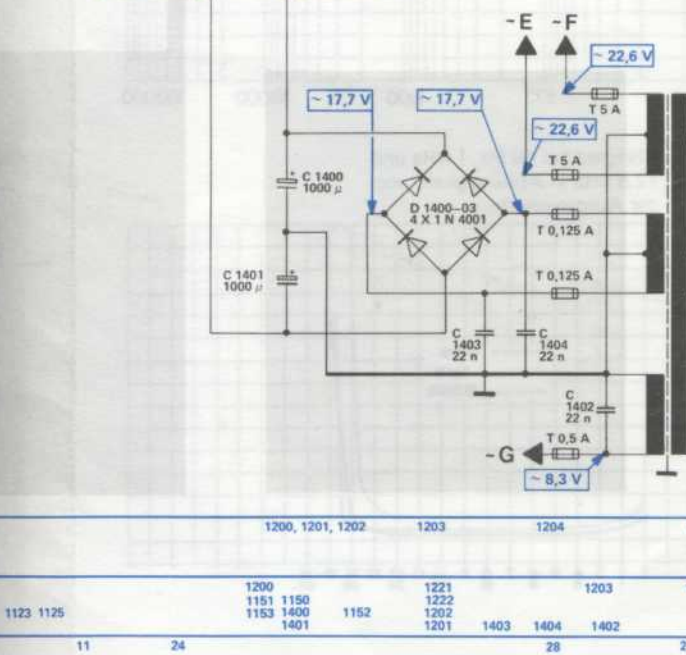 ~E ~F
~ 22,6 V
T 5 A
~ 17,7 V ~ 17,7 V
~ 22,6 V
T 5 A
C 1400
1000 µ
D 1400–03
4 X 1 N 4001
T 0,125 A
T 0,125 A
C 1401
1000 µ
C
1403
22 n
C
1404
22 n
C
1402
22 n
T 0,5 A
~G
~ 8,3 V
1200, 1201, 1202 1203 1204
1200 1221 1203
1151 1150 1222
1123 1125 1153 1400 1152 1202
1401 1201 1403 1404 1402
11 24 28 2